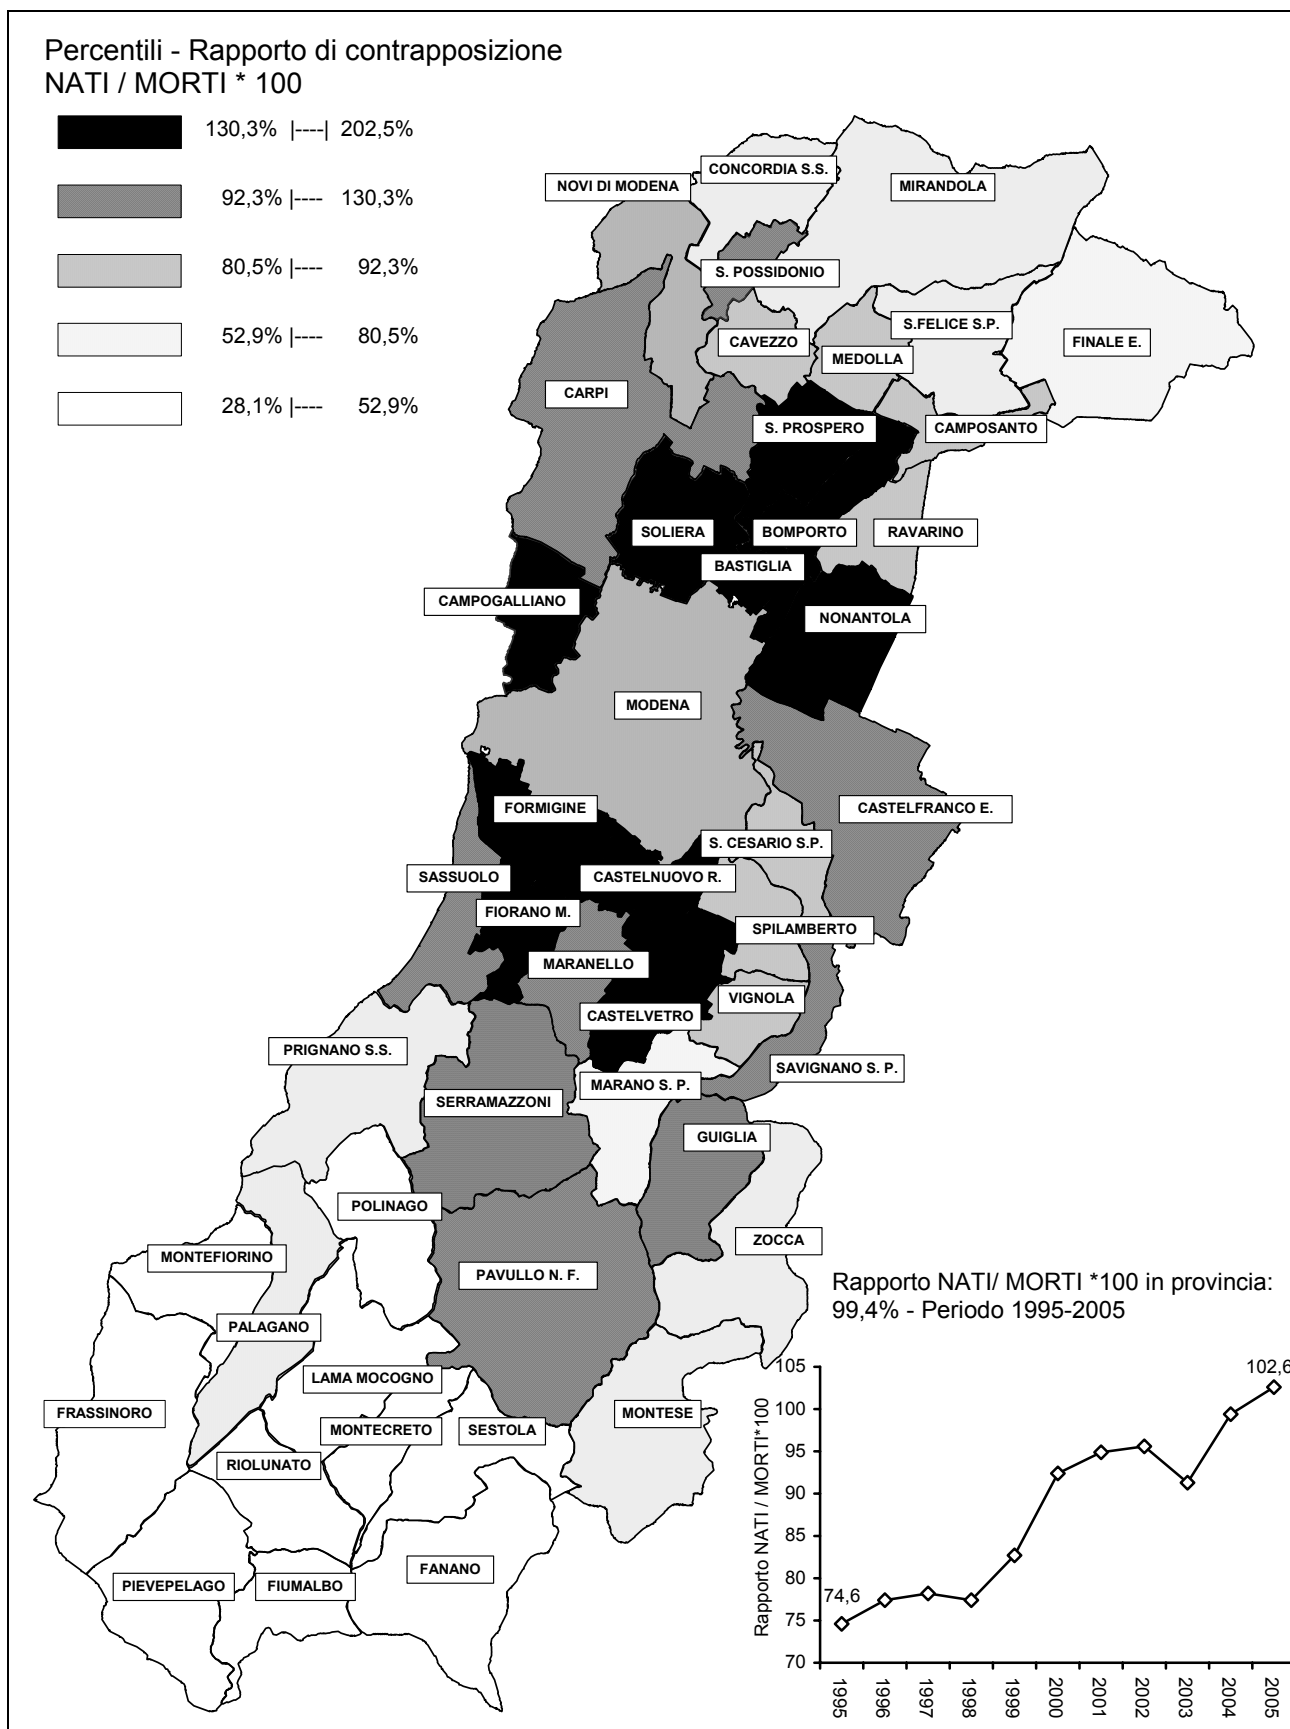 Percentili - Rapporto di contrapposizione
NATI / MORTI * 100
130,3% |----| 202,5%
92,3% |---- 130,3%
80,5% |---- 92,3%
52,9% |---- 80,5%
28,1% |---- 52,9%
CONCORDIA S.S.
NOVI DI MODENA
MIRANDOLA
S. POSSIDONIO
S.FELICE S.P.
CAVEZZO
MEDOLLA
FINALE E.
CARPI
S. PROSPERO
CAMPOSANTO
SOLIERA
BOMPORTO
RAVARINO
BASTIGLIA
CAMPOGALLIANO
NONANTOLA
MODENA
FORMIGINE
CASTELFRANCO E.
S. CESARIO S.P.
SASSUOLO
CASTELNUOVO R.
FIORANO M.
SPILAMBERTO
MARANELLO
VIGNOLA
CASTELVETRO
PRIGNANO S.S.
SAVIGNANO S. P.
MARANO S. P.
SERRAMAZZONI
GUIGLIA
POLINAGO
ZOCCA
MONTEFIORINO
PAVULLO N. F.
PALAGANO
LAMA MOCOGNO
FRASSINORO
MONTESE
MONTECRETO
SESTOLA
RIOLUNATO
FANANO
PIEVEPELAGO
FIUMALBO
Rapporto NATI/ MORTI *100 in provincia:
99,4% - Periodo 1995-2005
Rapporto NATI / MORTI*100
105
100
95
90
85
80
75
70
74,6
102,6
1995
1996
1997
1998
1999
2000
2001
2002
2003
2004
2005